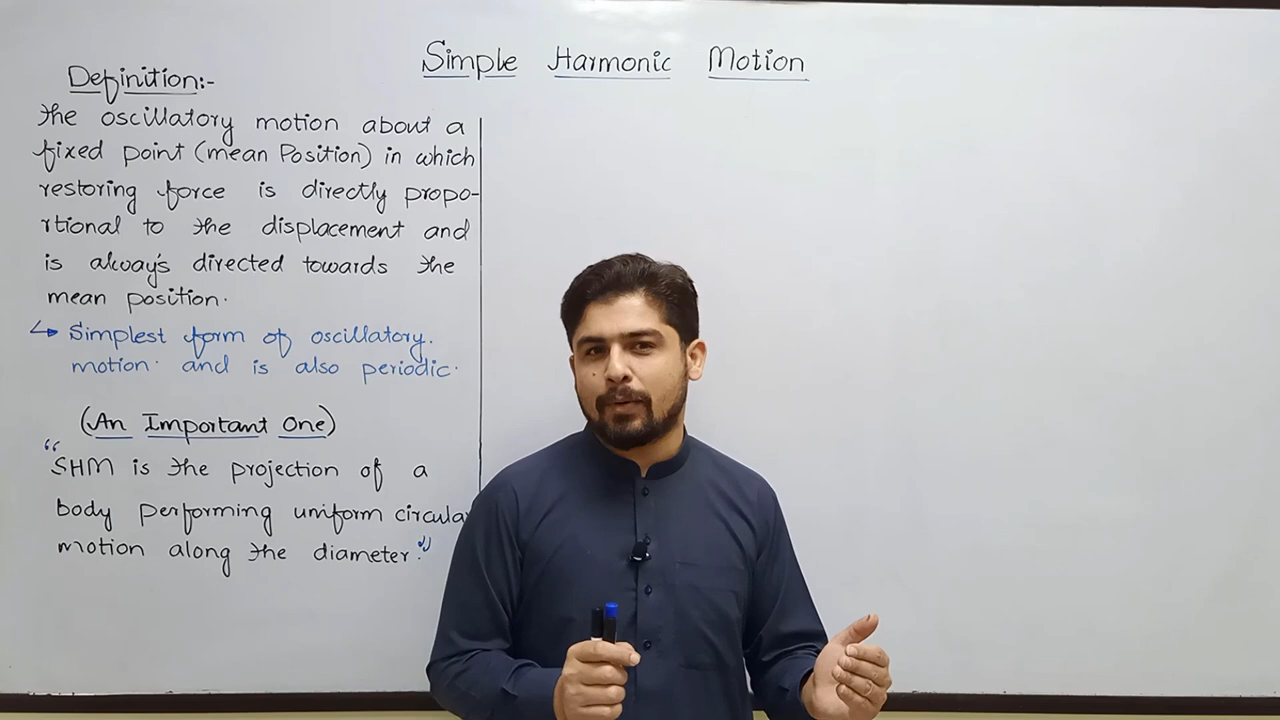 Simple Harmonic Motion
Definition:-
The oscillatory motion about a
fixed point (mean Position) in which
restoring force is directly propo-
rtional to the displacement and
is alway's directed towards the
mean position.
↳ Simplest form of oscillatory.
motion. and is also periodic.
(An Important One)
"SHM is the projection of a
body performing uniform circular
motion along the diameter."